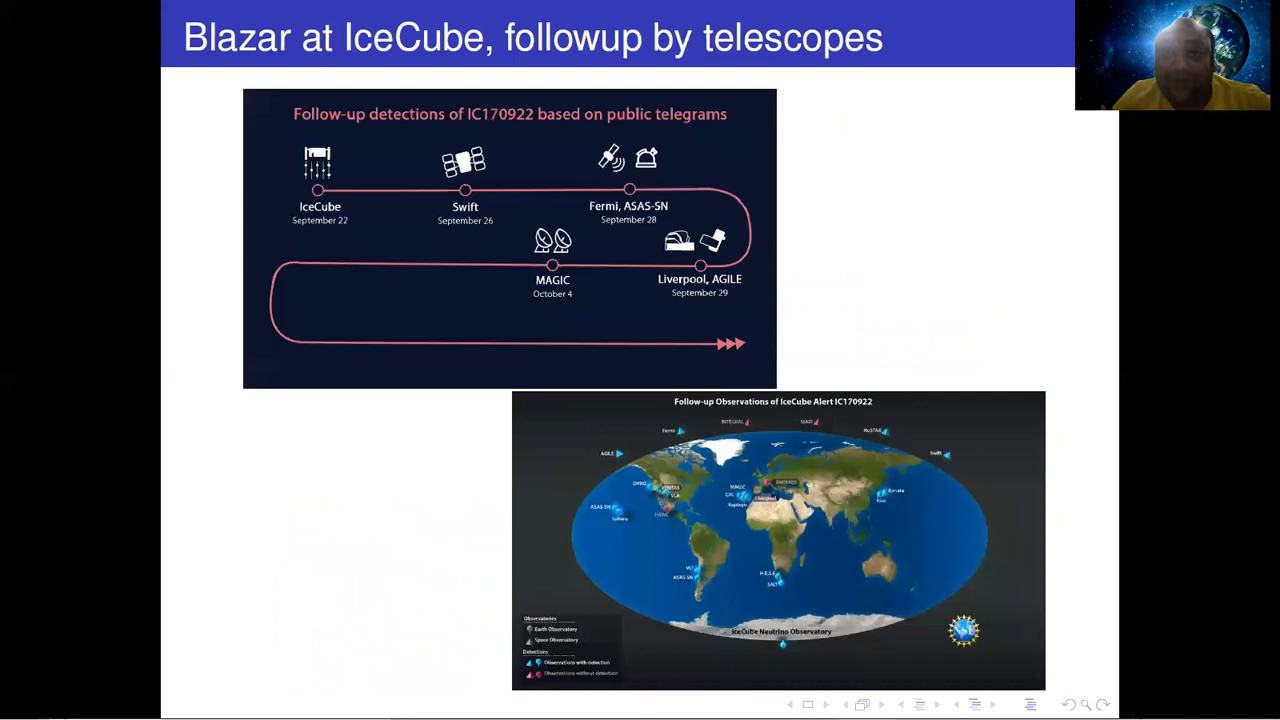 Blazar at IceCube, followup by telescopes
Follow-up detections of IC170922 based on public telegrams
IceCube
September 22
Swift
September 26
Fermi, ASAS-SN
September 28
MAGIC
October 4
Liverpool, AGILE
September 29
Follow-up Observations of IceCube Alert IC170922
Fermi
INTEGRAL
MAXI
NuSTAR
AGILE
Swift
OVRO
VERITAS
VLA
HAWC
ASAS-SN
Subaru
MAGIC
GTC
Kapteyn
Liverpool
ANTARES
Kanata
Kiso
VLT
ASAS-SN
H.E.S.S
SALT
IceCube Neutrino Observatory
Observatories
Earth Observatory
Space Observatory
Detections
Observations with detection
Observations without detection
NSF